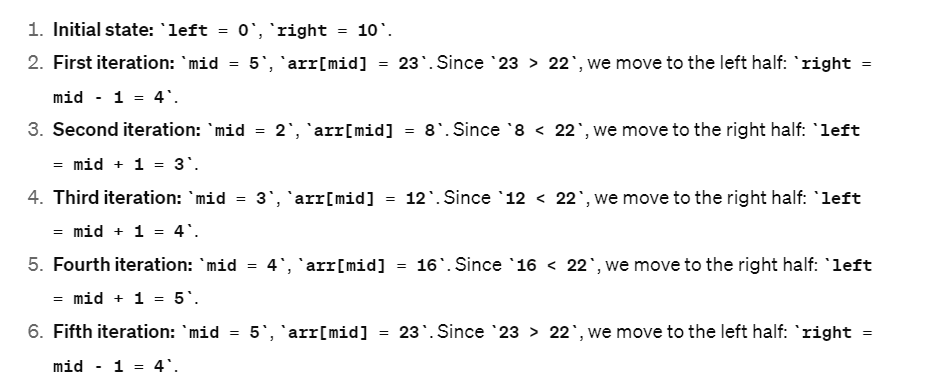 1. Initial state: `left = 0`, `right = 10`.
2. First iteration: `mid = 5`, `arr[mid] = 23`. Since `23 > 22`, we move to the left half: `right =
mid - 1 = 4`.
3. Second iteration: `mid = 2`, `arr[mid] = 8`. Since `8 < 22`, we move to the right half: `left
= mid + 1 = 3`.
4. Third iteration: `mid = 3`, `arr[mid] = 12`. Since `12 < 22`, we move to the right half: `left
= mid + 1 = 4`.
5. Fourth iteration: `mid = 4`, `arr[mid] = 16`. Since `16 < 22`, we move to the right half: `left
= mid + 1 = 5`.
6. Fifth iteration: `mid = 5`, `arr[mid] = 23`. Since `23 > 22`, we move to the left half: `right =
mid - 1 = 4`.